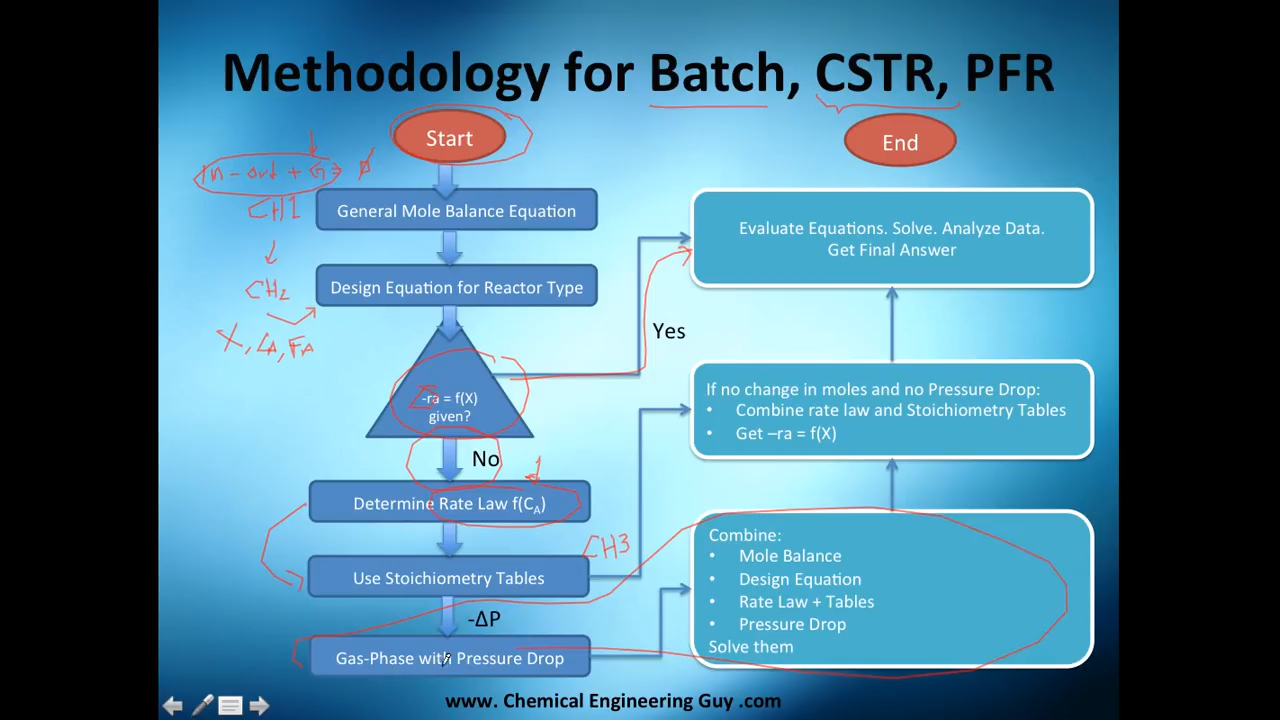 Methodology for Batch, CSTR, PFR
Start
In - out + G = Ø
CH1
General Mole Balance Equation
Design Equation for Reactor Type
CH2
X, CA, FA
-ra = f(X)
given?
Yes
No
Determine Rate Law f(CA)
CH3
Use Stoichiometry Tables
-ΔP
Gas-Phase with Pressure Drop
End
Evaluate Equations. Solve. Analyze Data.
Get Final Answer
If no change in moles and no Pressure Drop:
• Combine rate law and Stoichiometry Tables
• Get –ra = f(X)
Combine:
• Mole Balance
• Design Equation
• Rate Law + Tables
• Pressure Drop
Solve them
www. Chemical Engineering Guy .com